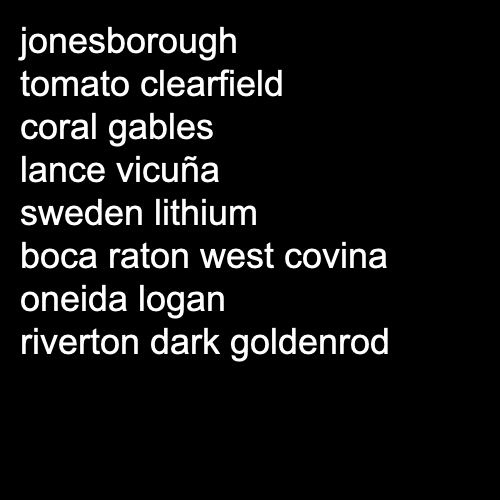 jonesborough
tomato clearfield
coral gables
lance vicuña
sweden lithium
boca raton west covina
oneida logan
riverton dark goldenrod